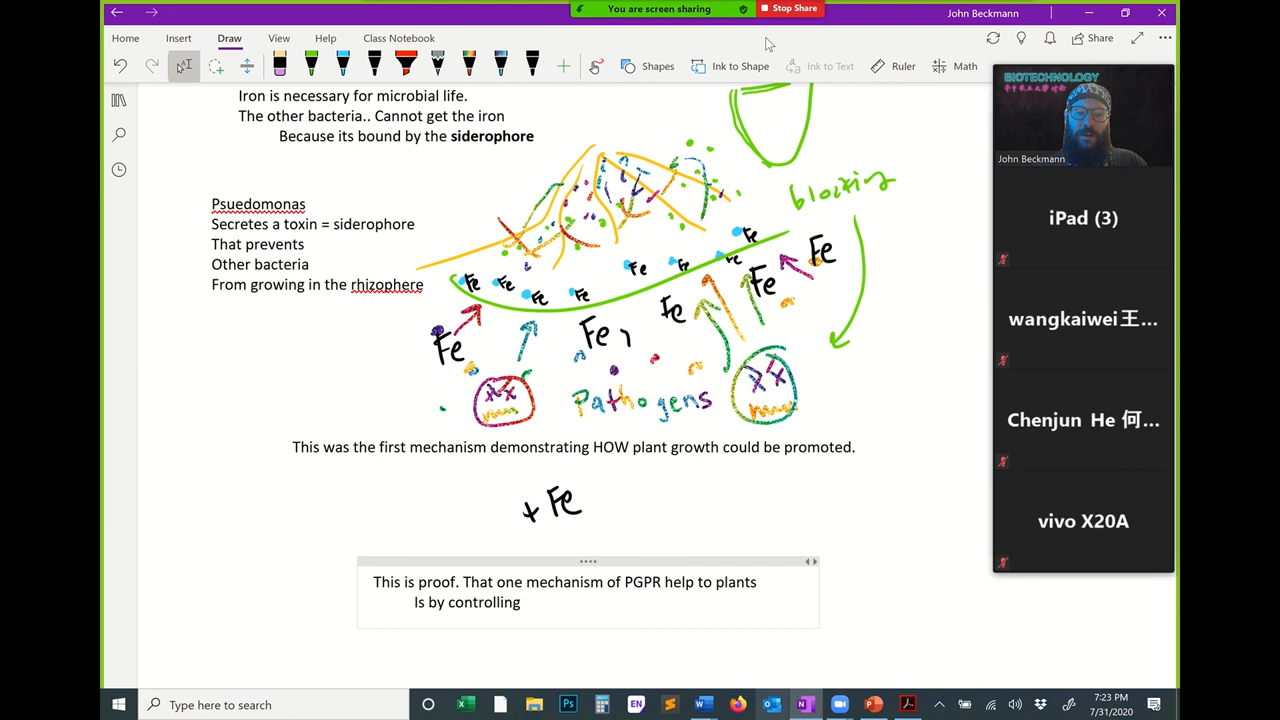 You are screen sharing
Stop Share
John Beckmann
Home Insert Draw View Help Class Notebook
Share
Shapes Ink to Shape Ink to Text Ruler Math
Iron is necessary for microbial life.
The other bacteria.. Cannot get the iron
Because its bound by the siderophore
blocking
Psuedomonas
Secretes a toxin = siderophore
That prevents
Other bacteria
From growing in the rhizophere
Fe
Fe
Fe Fe Fe
Fe Fe Fe Fe Fe
Fe
Fe Fe
Pathogens
This was the first mechanism demonstrating HOW plant growth could be promoted.
+ Fe
This is proof. That one mechanism of PGPR help to plants
Is by controlling
BIOTECHNOLOGY
John Beckmann
iPad (3)
wangkaiwei王...
Chenjun He 何...
vivo X20A
Type here to search
EN
7:23 PM
7/31/2020